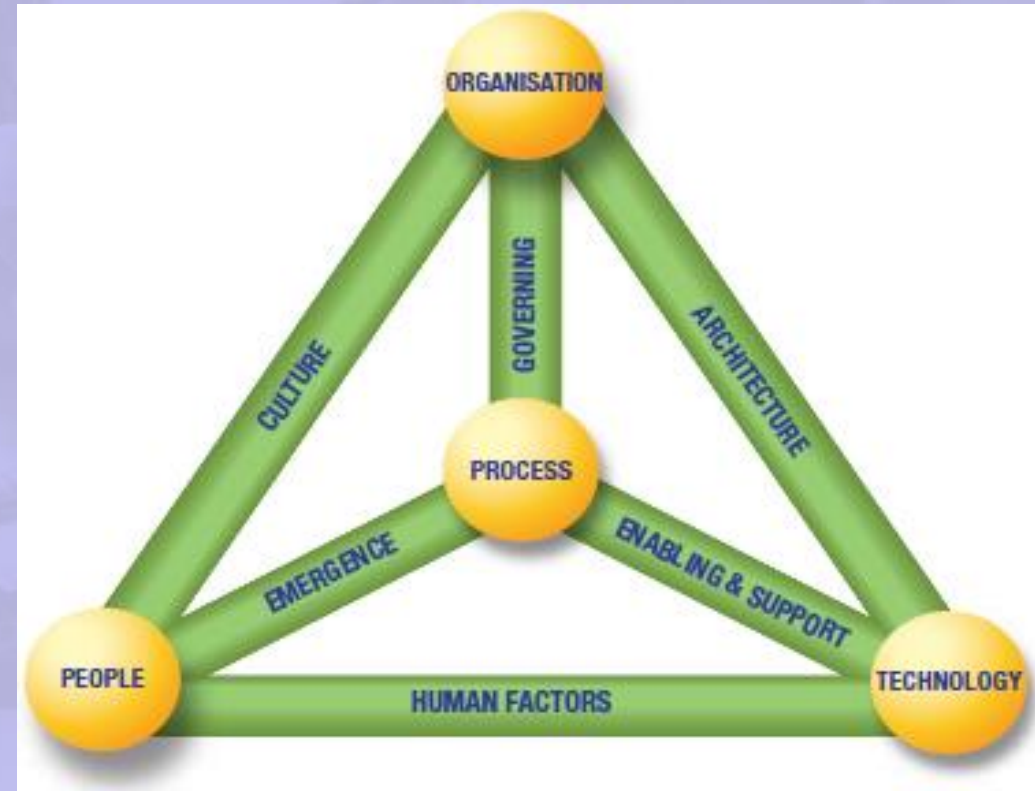 ORGANISATION
GOVERNING
ARCHITECTURE
CULTURE
PROCESS
EMERGENCE
ENABLING & SUPPORT
PEOPLE
HUMAN FACTORS
TECHNOLOGY